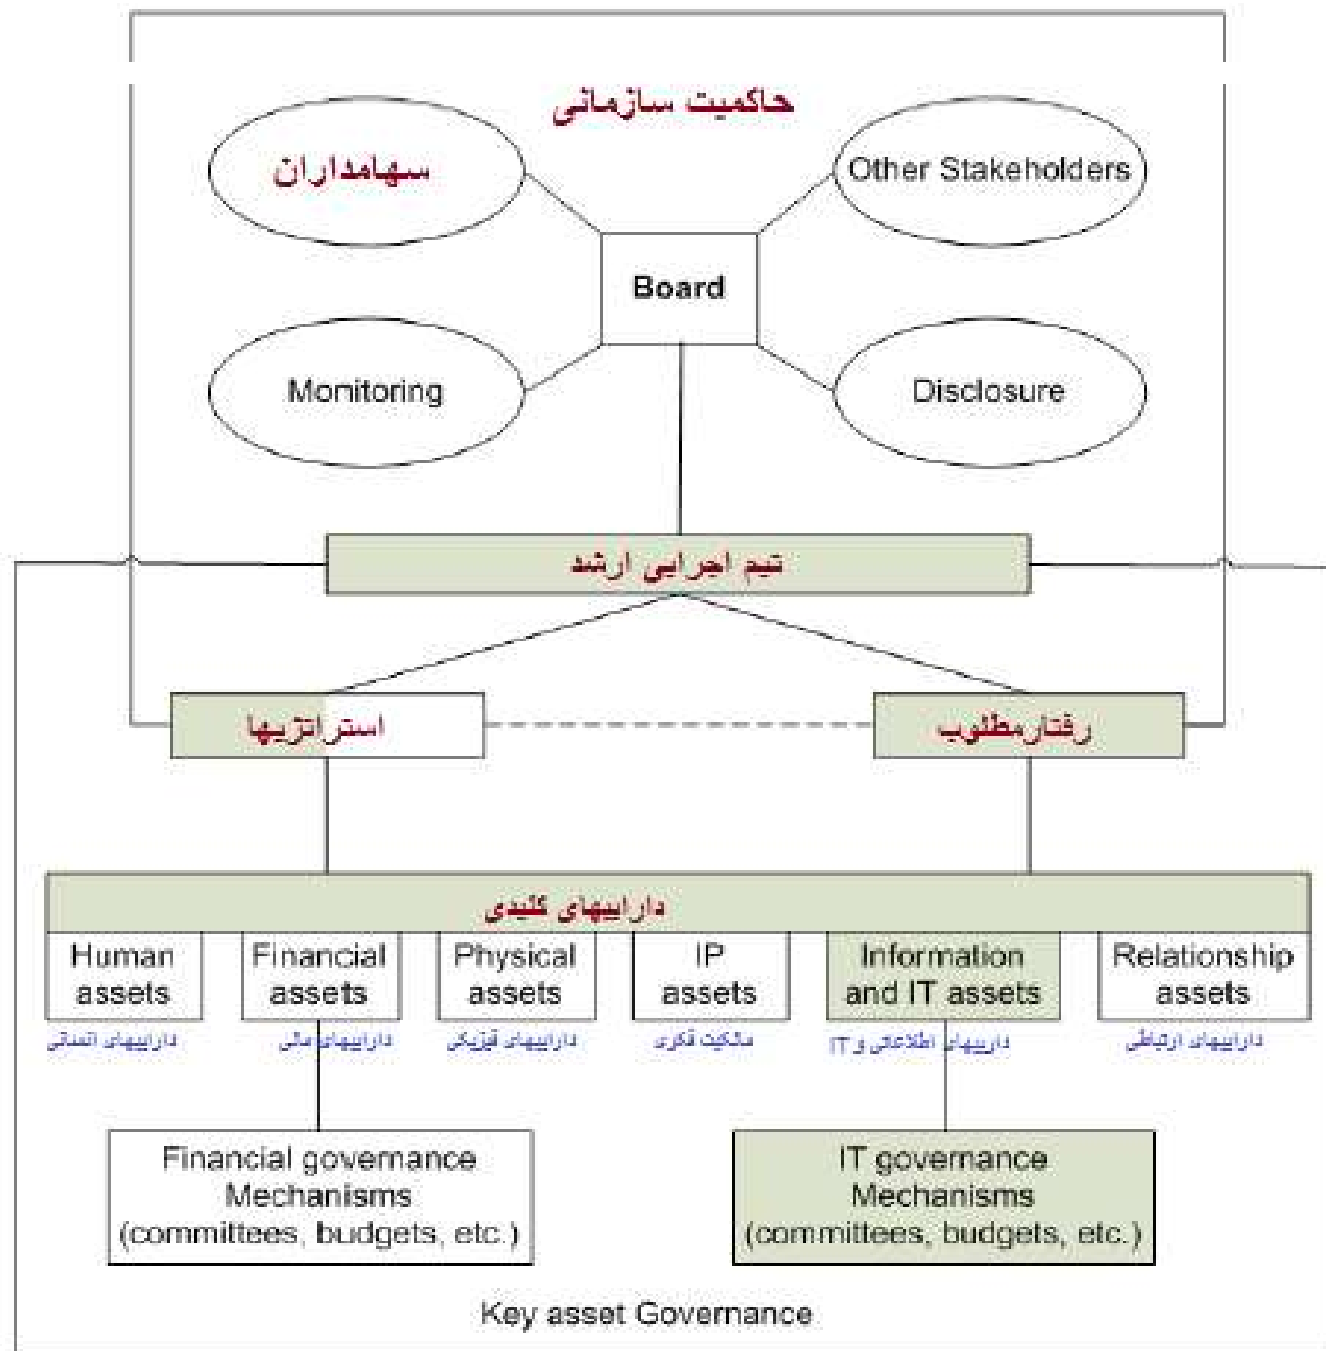 حاکمیت سازمانی
سهامداران
Other Stakeholders
Board
Monitoring
Disclosure
تیم اجرایی ارشد
استراتژیها
رفتارمطلوب
داراییهای کلیدی
Human
assets
Financial
assets
Physical
assets
IP
assets
Information
and IT assets
Relationship
assets
داراییهای انسانی
داراییهای مالی
داراییهای فیزیکی
مالکیت فکری
داراییهای اطلاعاتی و IT
داراییهای ارتباطی
Financial governance
Mechanisms
(committees, budgets, etc.)
IT governance
Mechanisms
(committees, budgets, etc.)
Key asset Governance